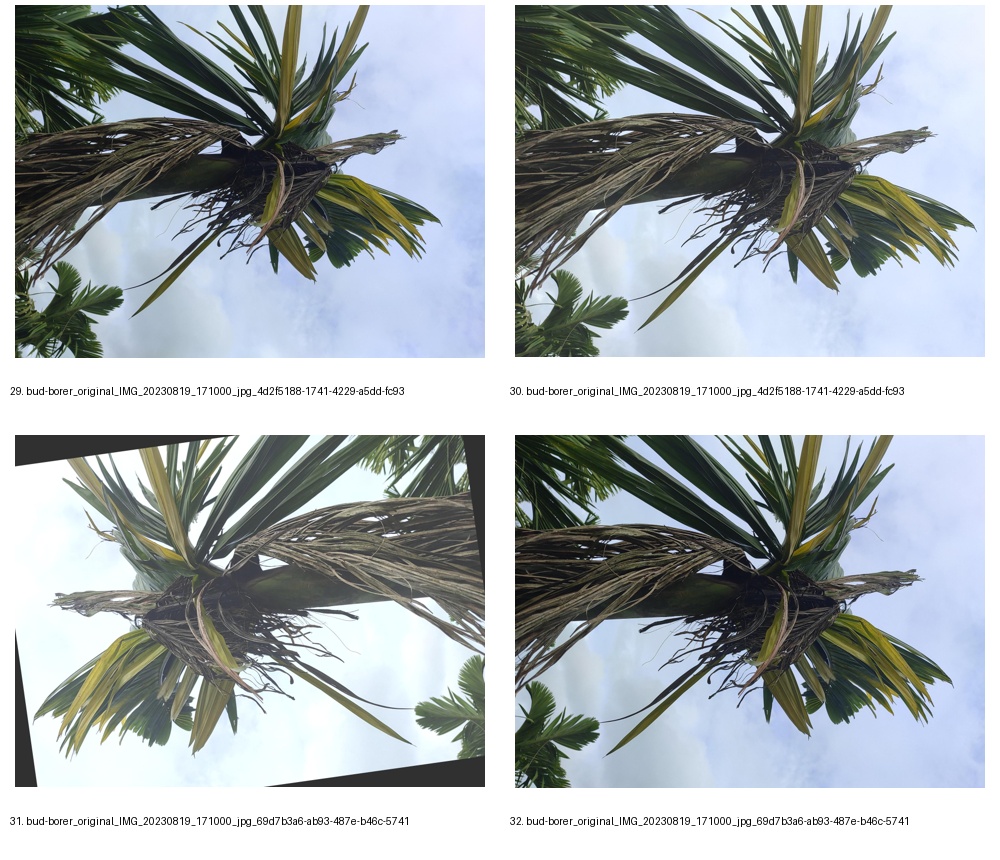 29. bud-borer_original_IMG_20230819_171000_jpg_4d2f5188-1741-4229-a5dd-fc93
30. bud-borer_original_IMG_20230819_171000_jpg_4d2f5188-1741-4229-a5dd-fc93
31. bud-borer_original_IMG_20230819_171000_jpg_69d7b3a6-ab93-487e-b46c-5741
32. bud-borer_original_IMG_20230819_171000_jpg_69d7b3a6-ab93-487e-b46c-5741